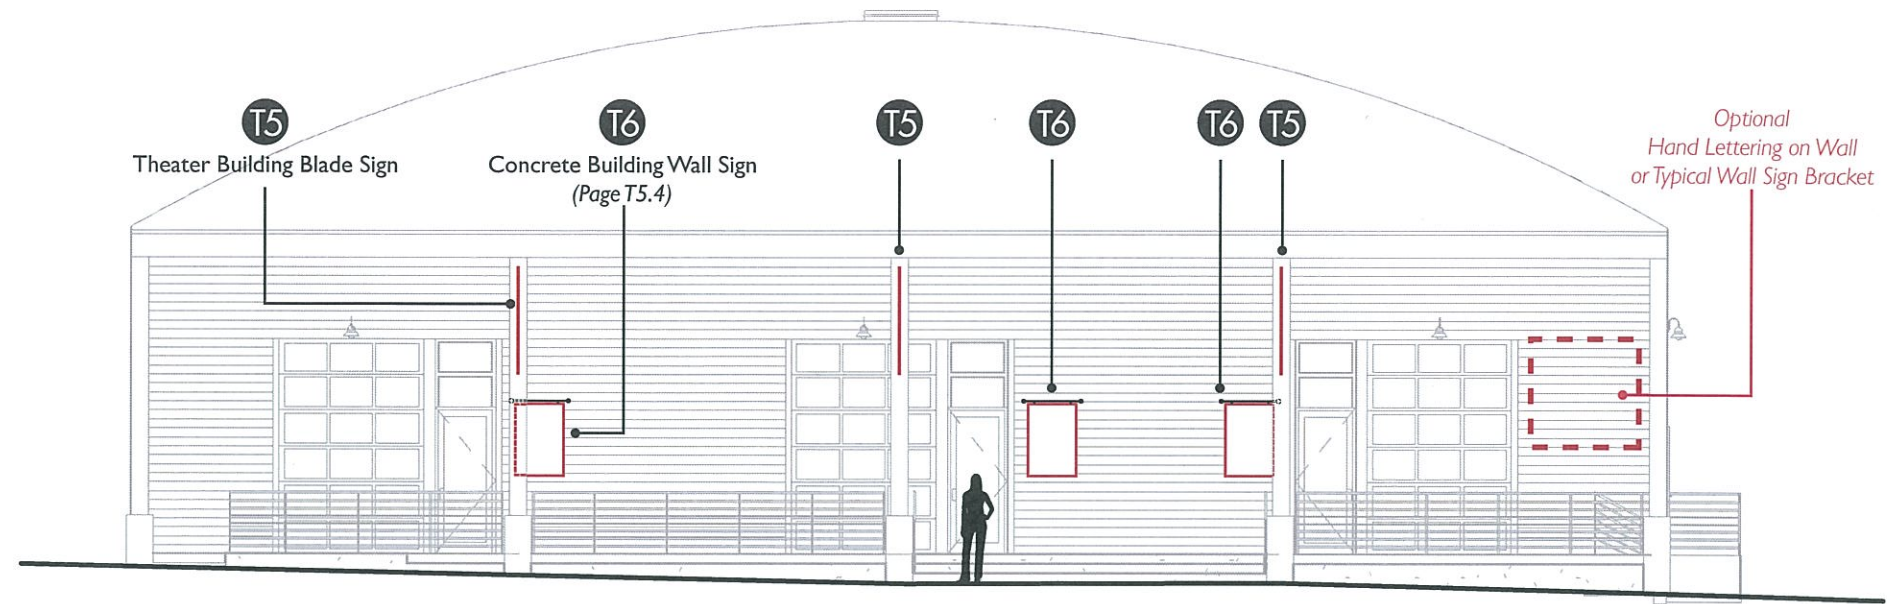 T5
Theater Building Blade Sign
T6
Concrete Building Wall Sign
(Page T5.4)
T5
T6
T6
T5
Optional
Hand Lettering on Wall
or Typical Wall Sign Bracket